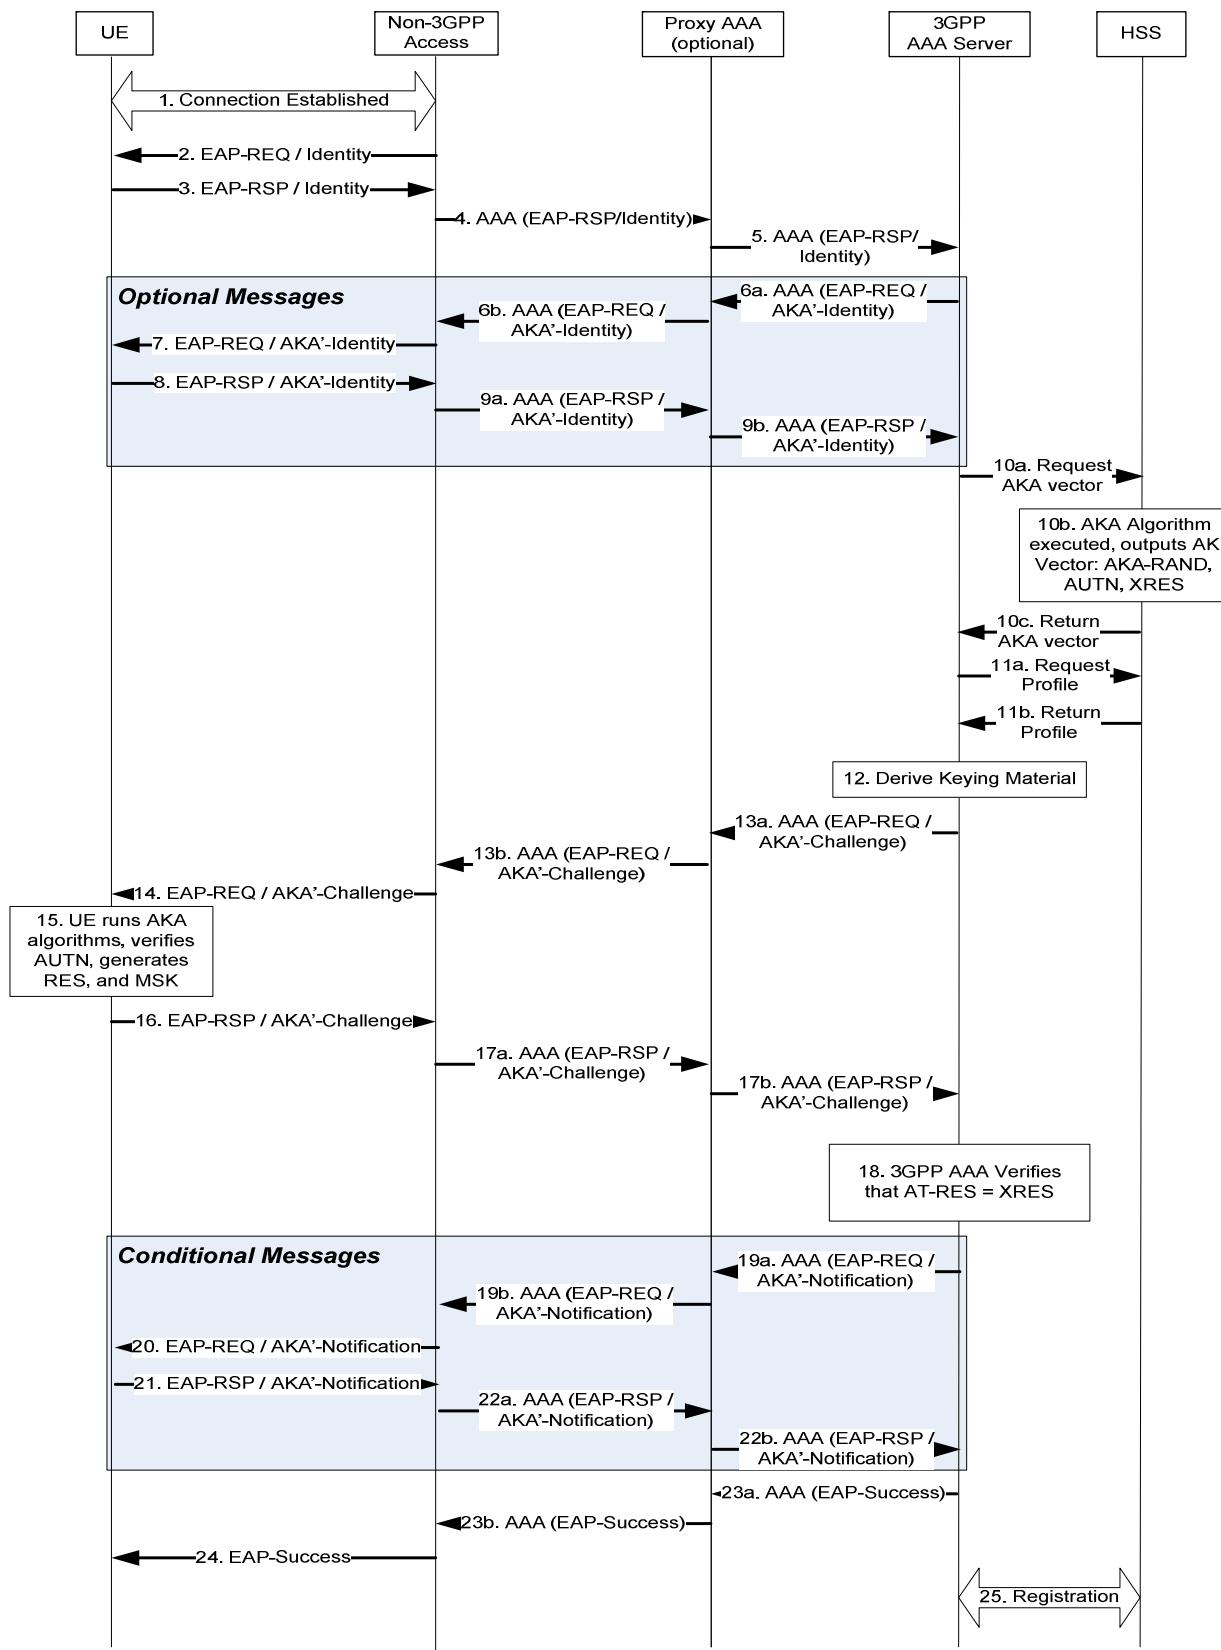 UE
Non-3GPP
Access
Proxy AAA
(optional)
3GPP
AAA Server
HSS
1. Connection Established
2. EAP-REQ / Identity
3. EAP-RSP / Identity
4. AAA (EAP-RSP/Identity)
5. AAA (EAP-RSP/
Identity)
Optional Messages
6a. AAA (EAP-REQ /
AKA'-Identity)
6b. AAA (EAP-REQ /
AKA'-Identity)
7. EAP-REQ / AKA'-Identity
8. EAP-RSP / AKA'-Identity
9a. AAA (EAP-RSP /
AKA'-Identity)
9b. AAA (EAP-RSP /
AKA'-Identity)
10a. Request
AKA vector
10b. AKA Algorithm
executed, outputs AK
Vector: AKA-RAND,
AUTN, XRES
10c. Return
AKA vector
11a. Request
Profile
11b. Return
Profile
12. Derive Keying Material
13a. AAA (EAP-REQ /
AKA'-Challenge)
13b. AAA (EAP-REQ /
AKA'-Challenge)
14. EAP-REQ / AKA'-Challenge
15. UE runs AKA
algorithms, verifies
AUTN, generates
RES, and MSK
16. EAP-RSP / AKA'-Challenge
17a. AAA (EAP-RSP /
AKA'-Challenge)
17b. AAA (EAP-RSP /
AKA'-Challenge)
18. 3GPP AAA Verifies
that AT-RES = XRES
Conditional Messages
19a. AAA (EAP-REQ /
AKA'-Notification)
19b. AAA (EAP-REQ /
AKA'-Notification)
20. EAP-REQ / AKA'-Notification
21. EAP-RSP / AKA'-Notification
22a. AAA (EAP-RSP /
AKA'-Notification)
22b. AAA (EAP-RSP /
AKA'-Notification)
23a. AAA (EAP-Success)
23b. AAA (EAP-Success)
24. EAP-Success
25. Registration